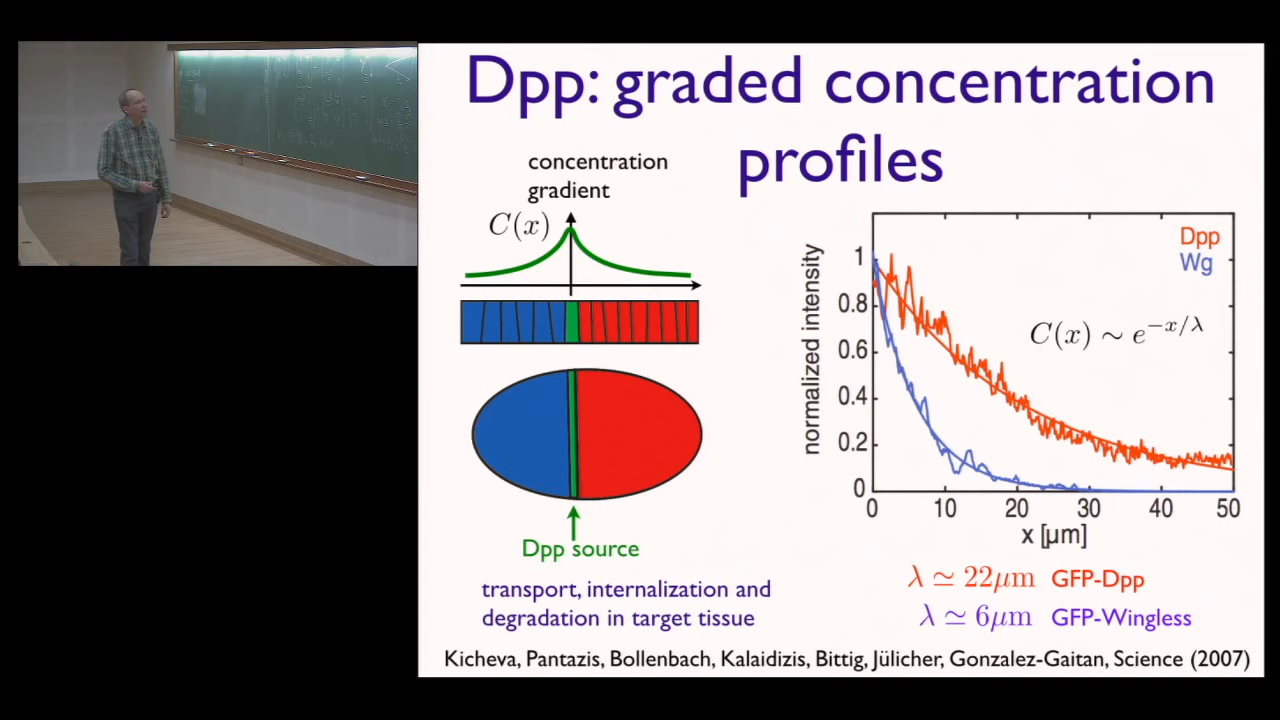 Dpp: graded concentration
profiles
concentration
gradient
C(x)
Dpp source
transport, internalization and
degradation in target tissue
normalized intensity
1
0.8
0.6
0.4
0.2
0
0 10 20 30 40 50
x [µm]
Dpp
Wg
C(x) ∼ e^{-x/λ}
λ ≃ 22µm GFP-Dpp
λ ≃ 6µm GFP-Wingless
Kicheva, Pantazis, Bollenbach, Kalaidizis, Bittig, Jülicher, Gonzalez-Gaitan, Science (2007)